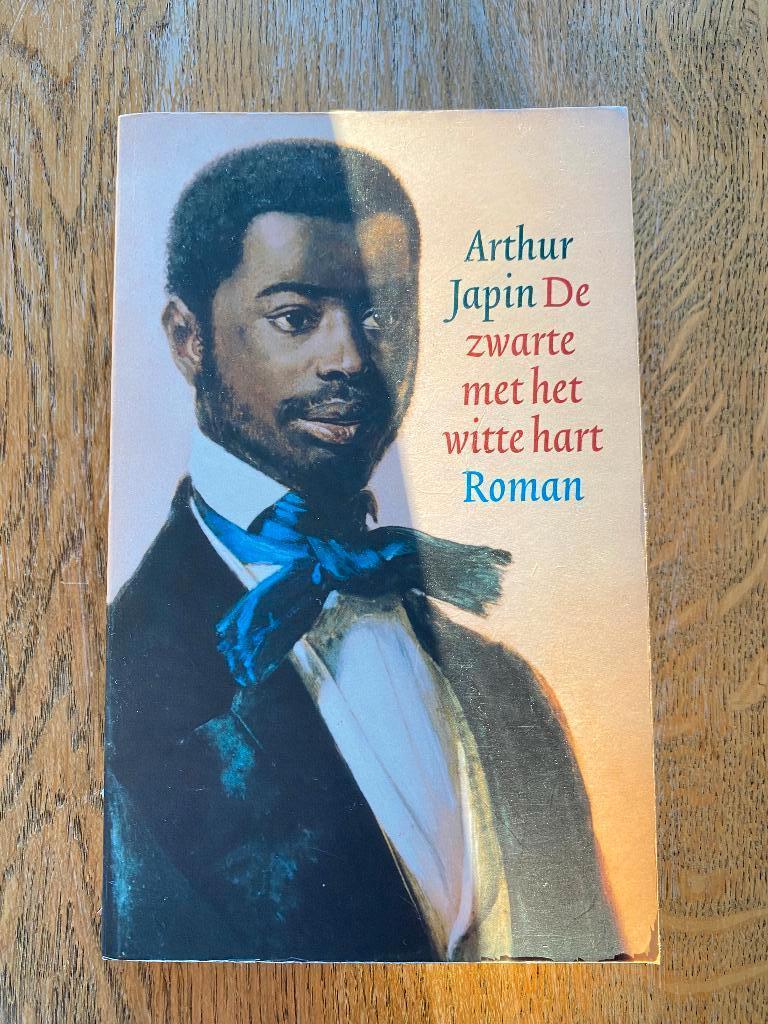 Arthur
Japin De
zwarte
met het
witte hart
Roman